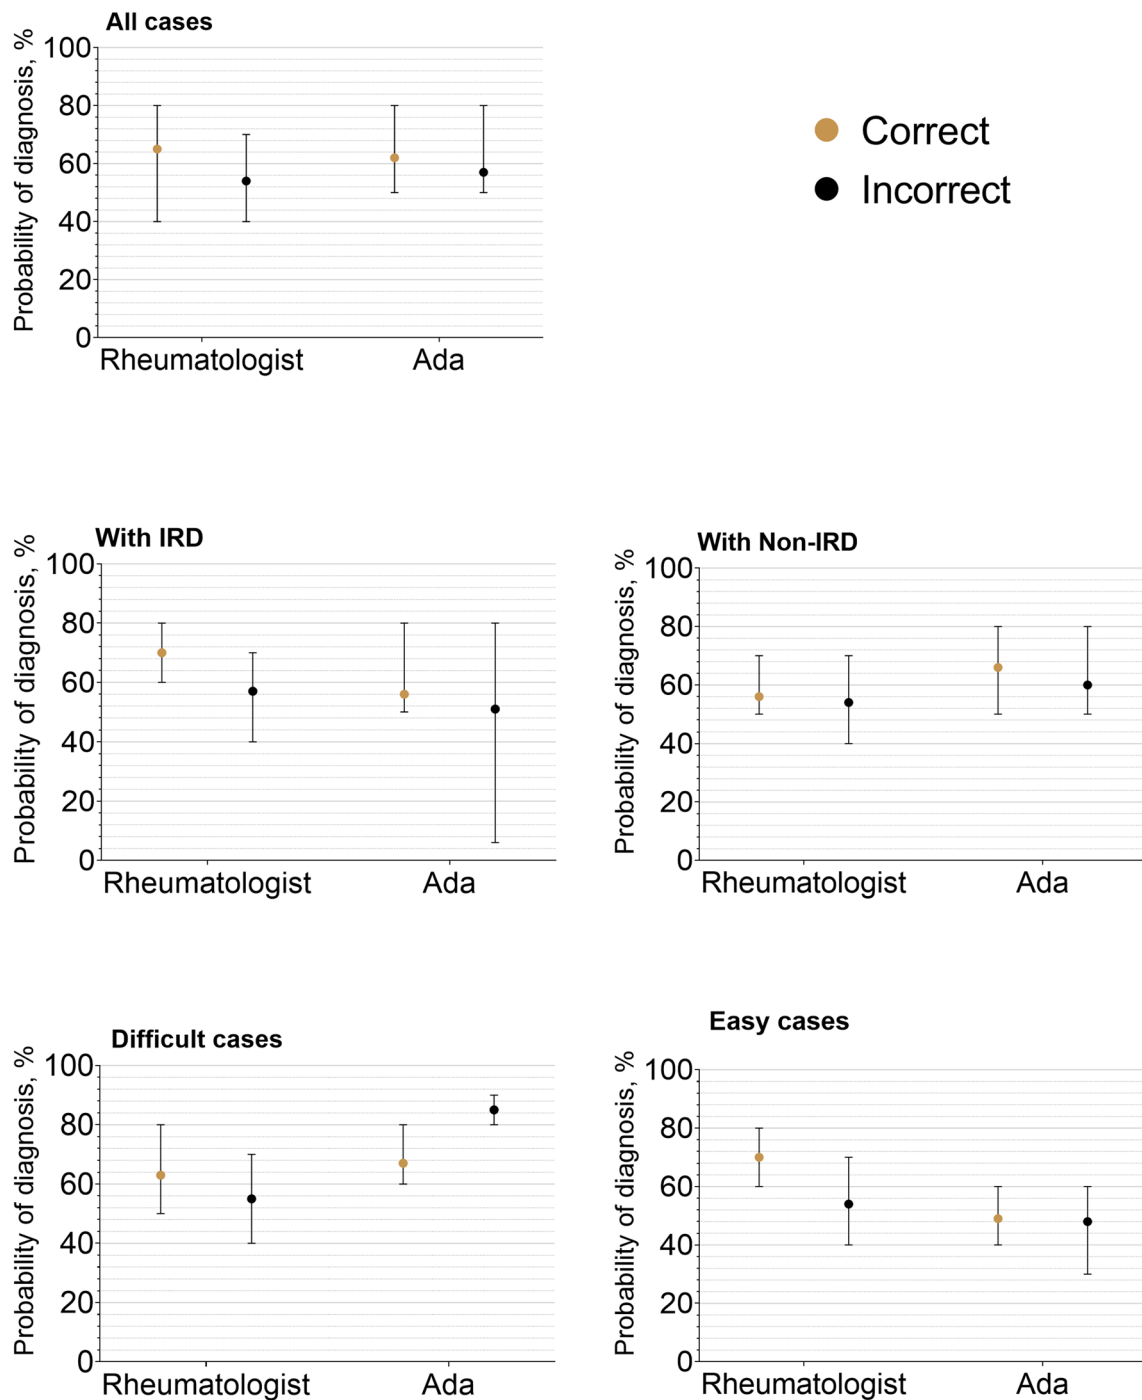 All cases
Probability of diagnosis, %
100
80
60
40
20
0
Rheumatologist Ada
Correct
Incorrect
With IRD
Probability of diagnosis, %
100
80
60
40
20
0
Rheumatologist Ada
With Non-IRD
Probability of diagnosis, %
100
80
60
40
20
0
Rheumatologist Ada
Difficult cases
Probability of diagnosis, %
100
80
60
40
20
0
Rheumatologist Ada
Easy cases
Probability of diagnosis, %
100
80
60
40
20
0
Rheumatologist Ada